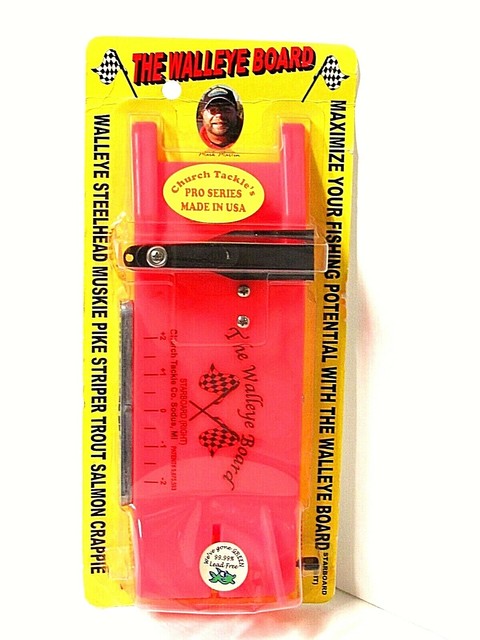 THE WALLEYE BOARD
Church Tackle's
PRO SERIES
MADE IN USA
WALLEYE STEELHEAD MUSKIE PIKE STRIPER TROUT SALMON CRAPPIE
MAXIMIZE YOUR FISHING POTENTIAL WITH THE WALLEYE BOARD
STARBOARD
The Walleye Board
STARBOARD (RIGHT)
Church Tackle Co. Sodus, MI
+2
+1
0
-1
-2
We've gone GREEN
99.99%
Lead Free